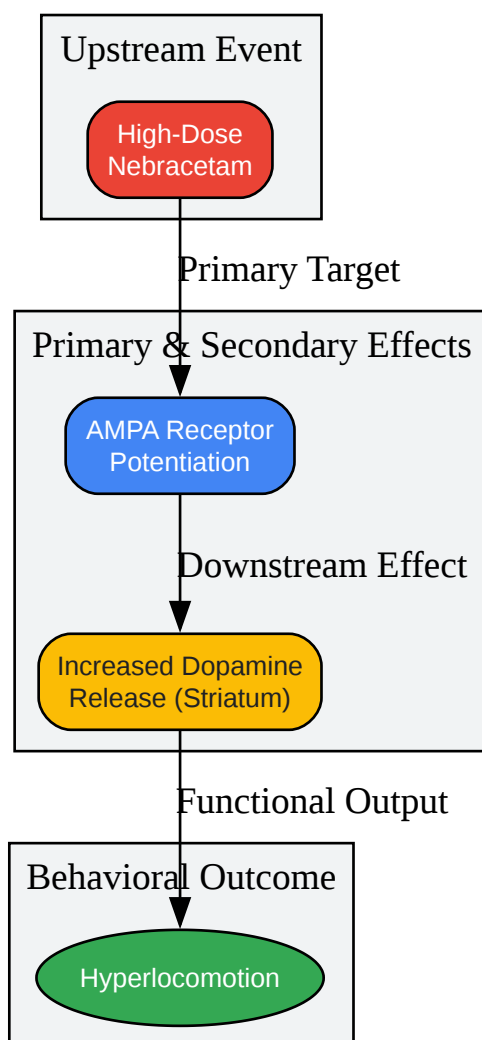 Upstream Event
High-Dose
Nebracetam
Primary Target
Primary & Secondary Effects
AMPA Receptor
Potentiation
Downstream Effect
Increased Dopamine
Release (Striatum)
Functional Output
Behavioral Outcome
Hyperlocomotion